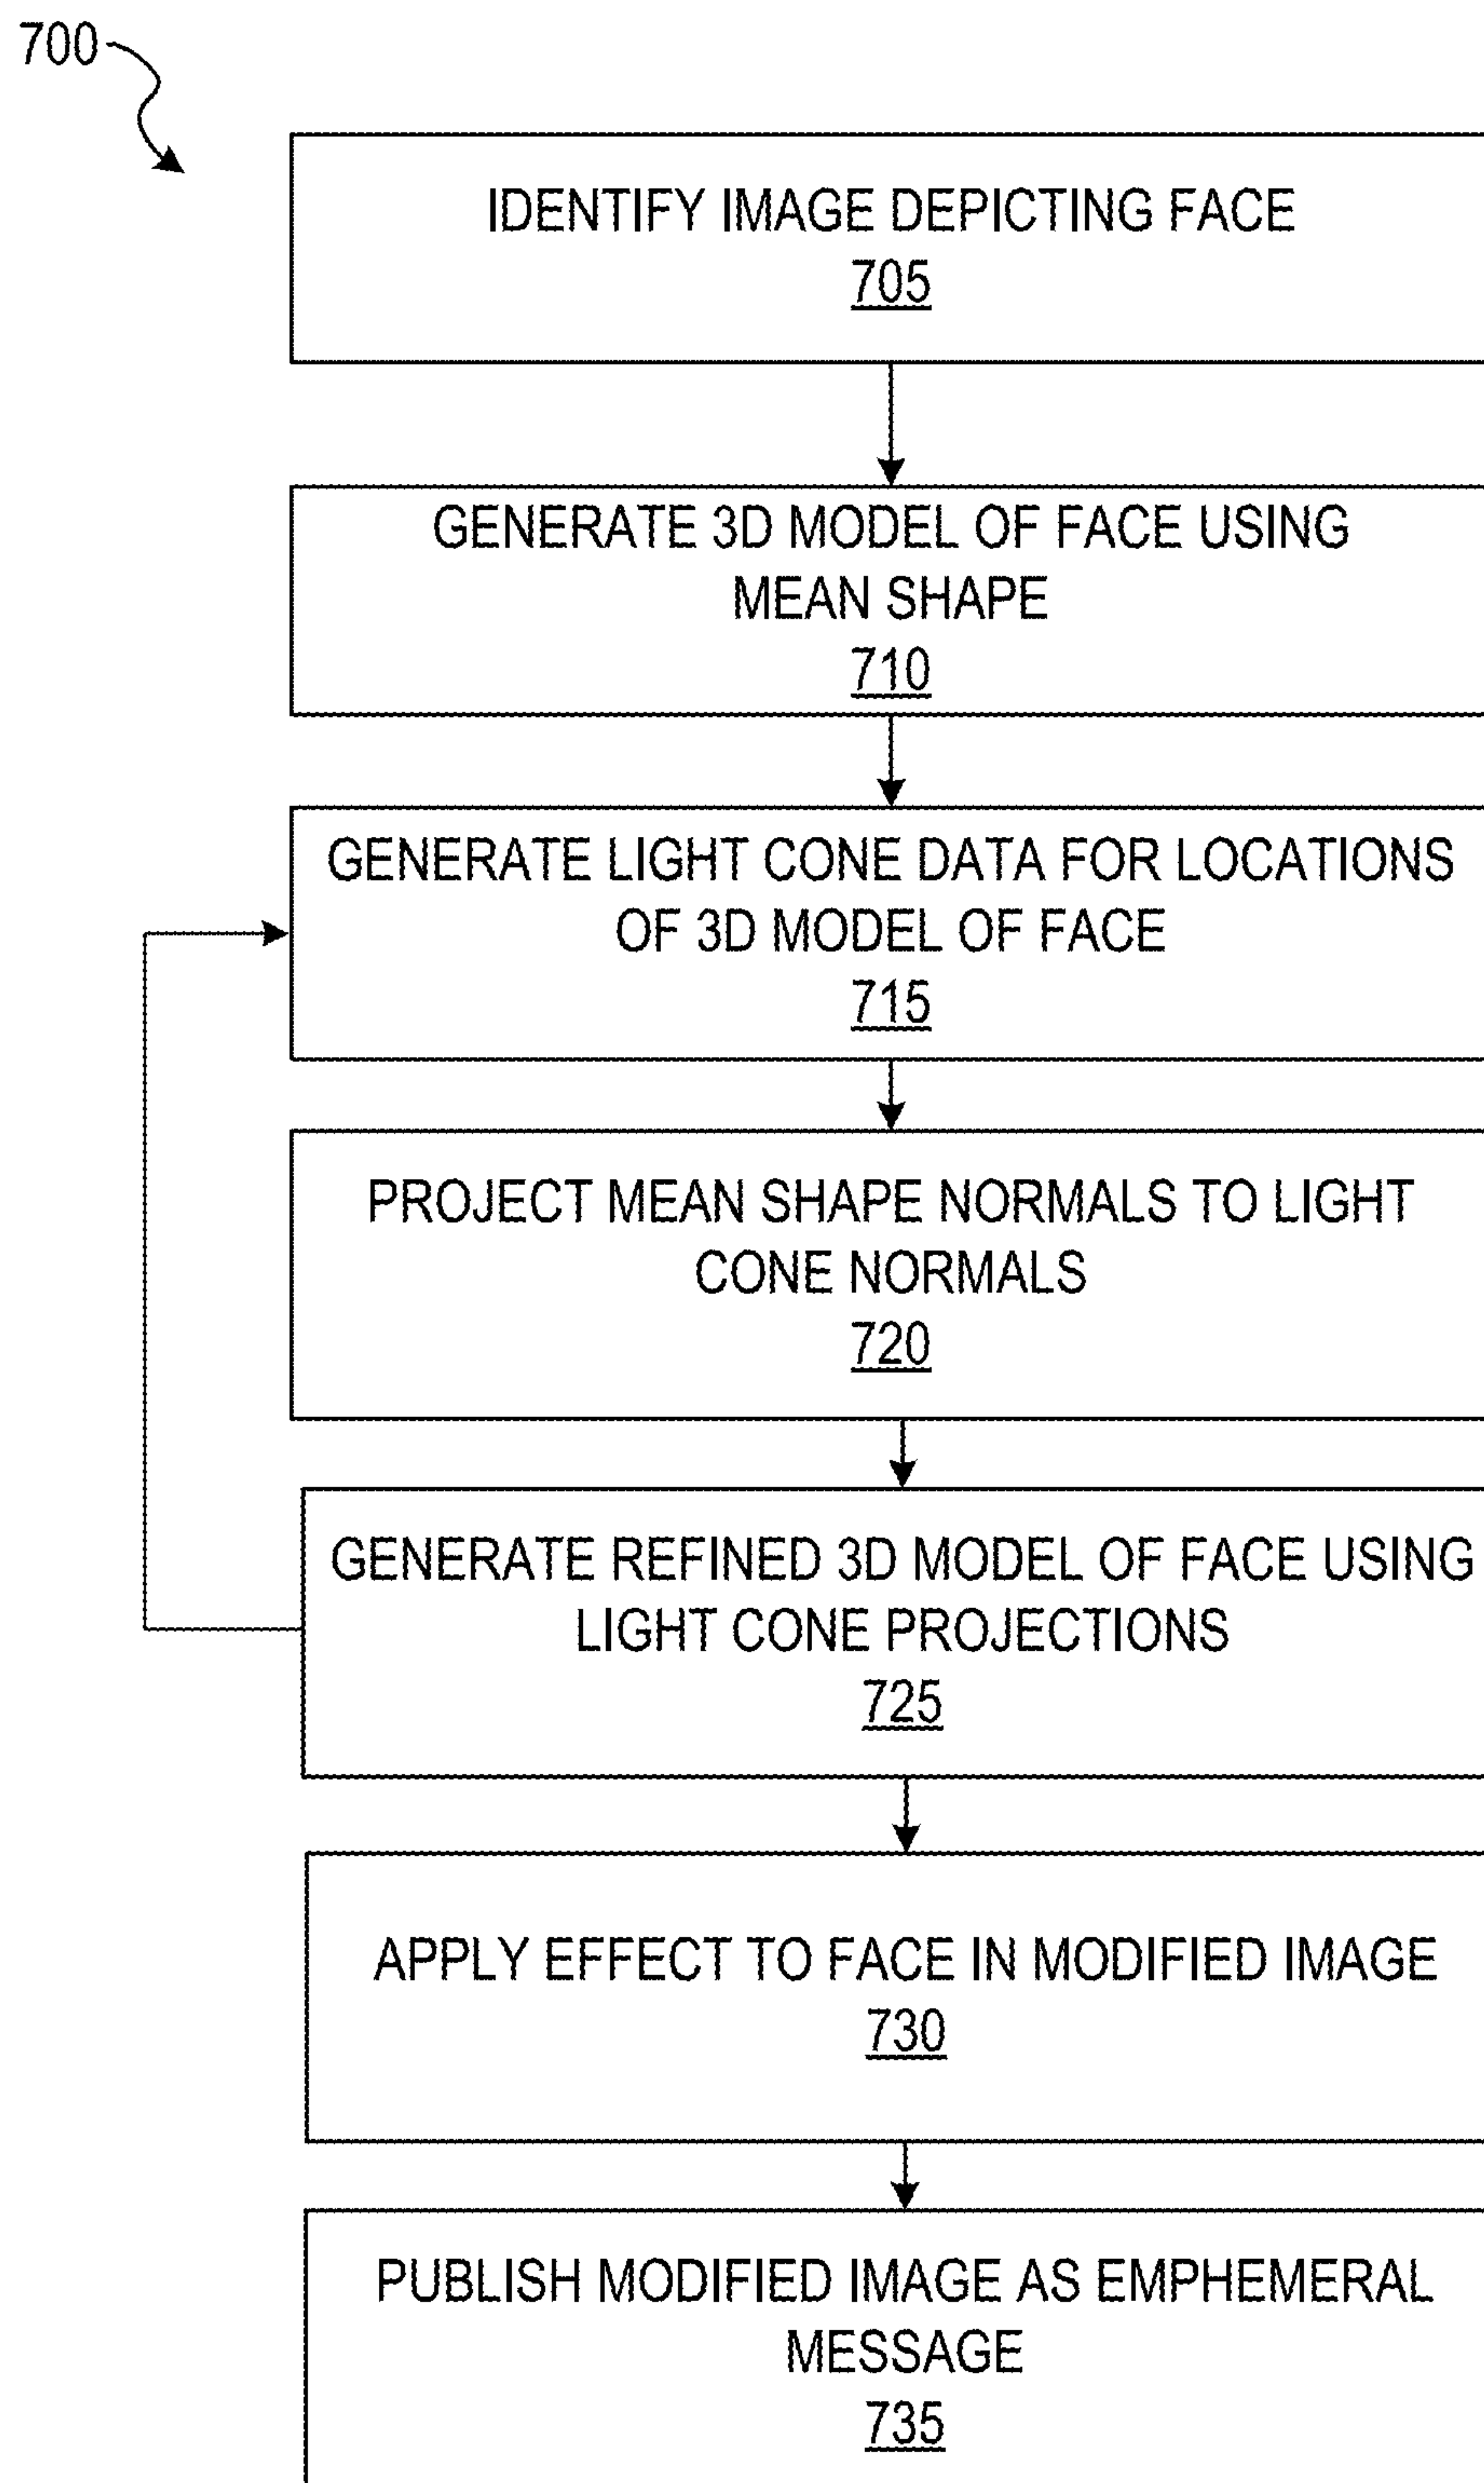 700
IDENTIFY IMAGE DEPICTING FACE
705
GENERATE 3D MODEL OF FACE USING
MEAN SHAPE
710
GENERATE LIGHT CONE DATA FOR LOCATIONS
OF 3D MODEL OF FACE
715
PROJECT MEAN SHAPE NORMALS TO LIGHT
CONE NORMALS
720
GENERATE REFINED 3D MODEL OF FACE USING
LIGHT CONE PROJECTIONS
725
APPLY EFFECT TO FACE IN MODIFIED IMAGE
730
PUBLISH MODIFIED IMAGE AS EMPHEMERAL
MESSAGE
735